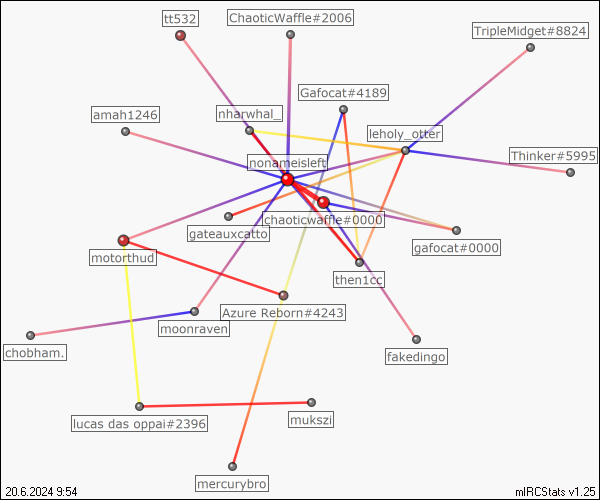 tt532
ChaoticWaffle#2006
TripleMidget#8824
Gafocat#4189
amah1246
nharwhal_
leholy_otter
Thinker#5995
nonameisleft
chaoticwaffle#0000
gateauxcatto
gafocat#0000
motorthud
then1cc
Azure Reborn#4243
moonraven
chobham.
fakedingo
lucas das oppai#2396
mukszi
mercurybro
20.6.2024 9:54
mIRCStats v1.25